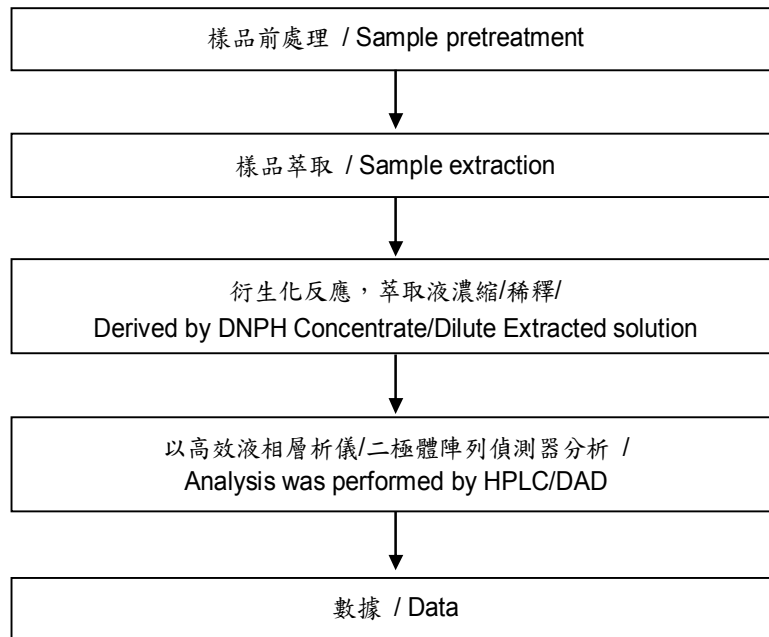 樣品前處理 / Sample pretreatment
樣品萃取 / Sample extraction
衍生化反應，萃取液濃縮/稀釋/
Derived by DNPH Concentrate/Dilute Extracted solution
以高效液相層析儀/二極體陣列偵測器分析 /
Analysis was performed by HPLC/DAD
數據 / Data